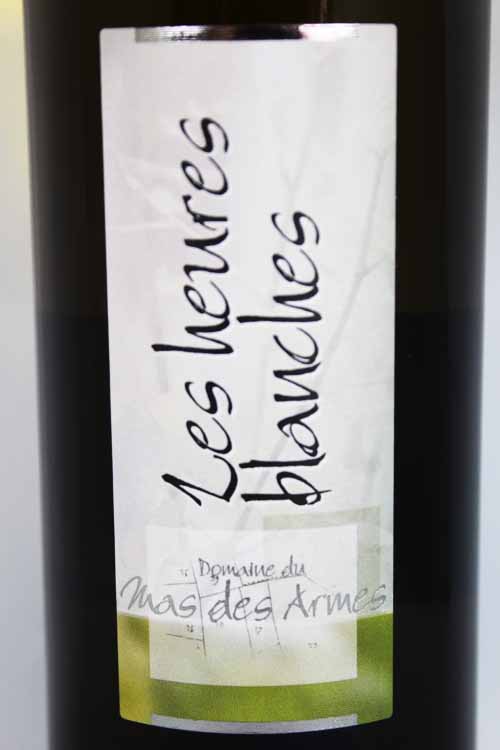 Les heures
blanches
Domaine du
Mas des Armes